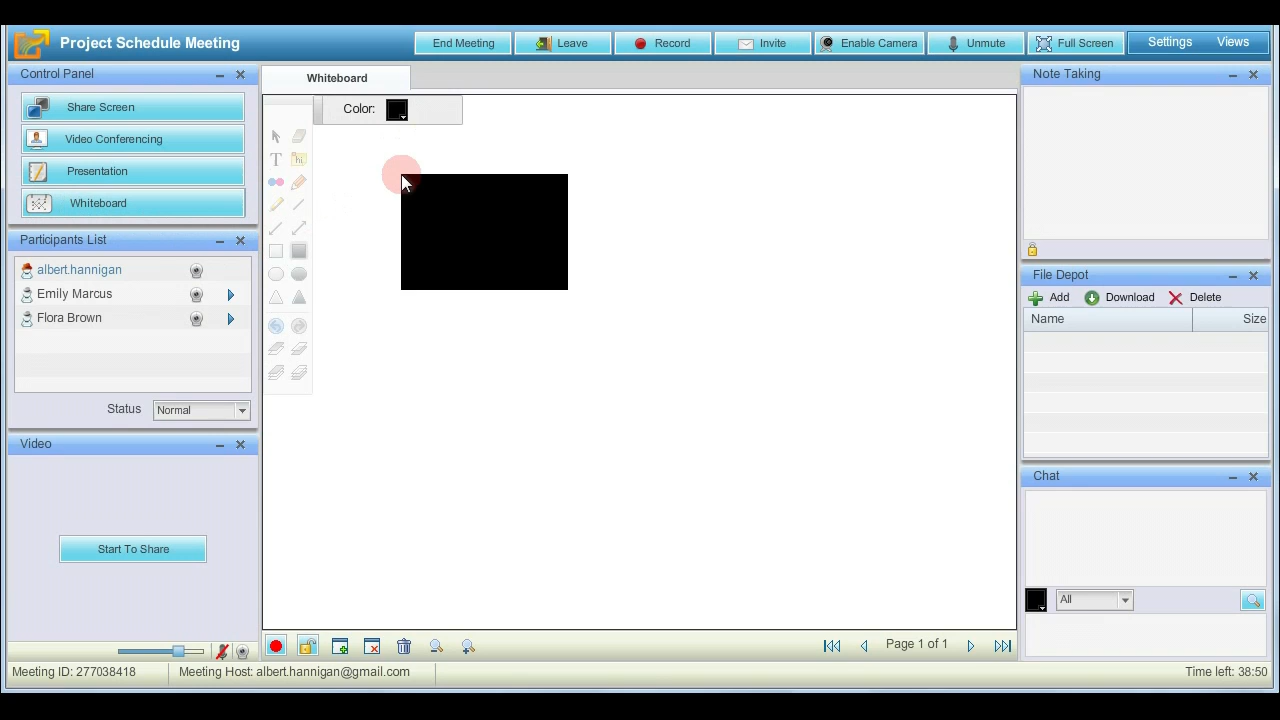 Project Schedule Meeting
End Meeting
Leave
Record
Invite
Enable Camera
Unmute
Full Screen
Settings
Views
Control Panel
Share Screen
Video Conferencing
Presentation
Whiteboard
Participants List
albert.hannigan
Emily Marcus
Flora Brown
Status
Normal
Video
Start To Share
Whiteboard
Color:
T
hi
Page 1 of 1
Note Taking
File Depot
Add
Download
Delete
Name
Size
Chat
All
Meeting ID: 277038418
Meeting Host: albert.hannigan@gmail.com
Time left: 38:50